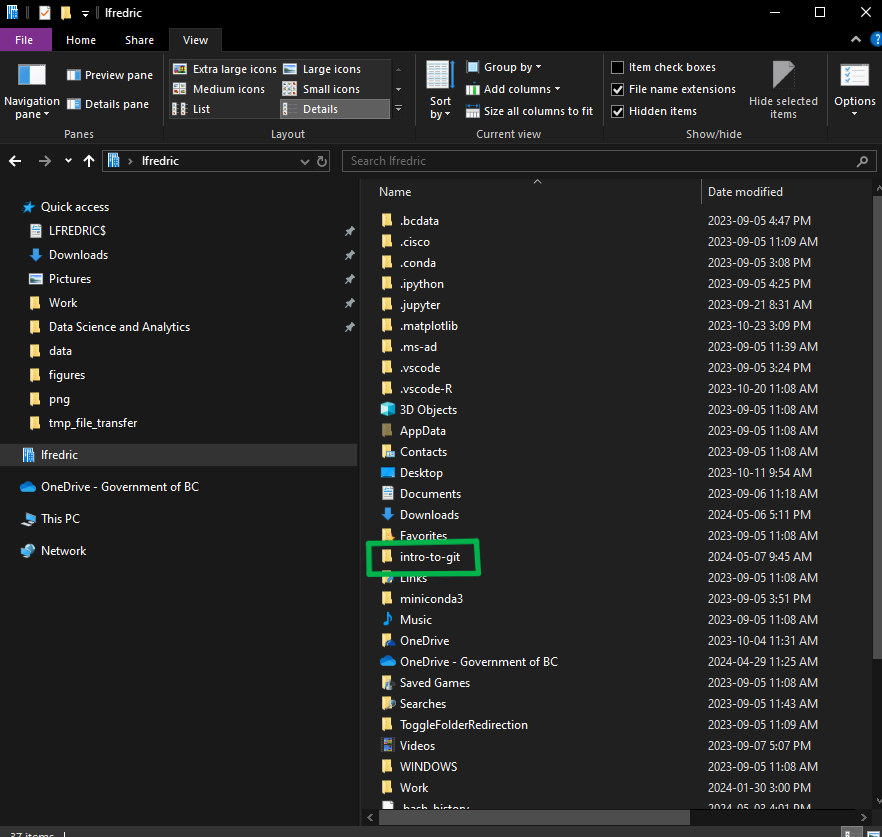 lfredric
File Home Share View
Navigation pane
Preview pane
Details pane
Panes
Extra large icons Large icons
Medium icons Small icons
List Details
Layout
Sort by
Group by
Add columns
Size all columns to fit
Current view
Item check boxes
File name extensions
Hidden items
Hide selected items
Show/hide
Options
lfredric
Search lfredric
Quick access
LFREDRIC$
Downloads
Pictures
Work
Data Science and Analytics
data
figures
png
tmp_file_transfer
lfredric
OneDrive - Government of BC
This PC
Network
Name Date modified
.bcdata 2023-09-05 4:47 PM
.cisco 2023-09-05 11:09 AM
.conda 2023-09-05 3:08 PM
.ipython 2023-09-05 4:25 PM
.jupyter 2023-09-21 8:31 AM
.matplotlib 2023-10-23 3:09 PM
.ms-ad 2023-09-05 11:39 AM
.vscode 2023-09-05 3:24 PM
.vscode-R 2023-10-20 11:08 AM
3D Objects 2023-09-05 11:08 AM
AppData 2023-09-05 11:08 AM
Contacts 2023-09-05 11:08 AM
Desktop 2023-10-11 9:54 AM
Documents 2023-09-06 11:18 AM
Downloads 2024-05-06 5:11 PM
Favorites 2023-09-05 11:08 AM
intro-to-git 2024-05-07 9:45 AM
Links 2023-09-05 11:08 AM
miniconda3 2023-09-05 3:51 PM
Music 2023-09-05 11:08 AM
OneDrive 2023-10-04 11:31 AM
OneDrive - Government of BC 2024-04-29 11:25 AM
Saved Games 2023-09-05 11:08 AM
Searches 2023-09-05 11:43 AM
ToggleFolderRedirection 2023-09-05 11:09 AM
Videos 2023-09-07 5:07 PM
WINDOWS 2023-09-05 11:08 AM
Work 2024-01-30 3:00 PM
.bash_history 2024-05-03 4:01 PM
37 items